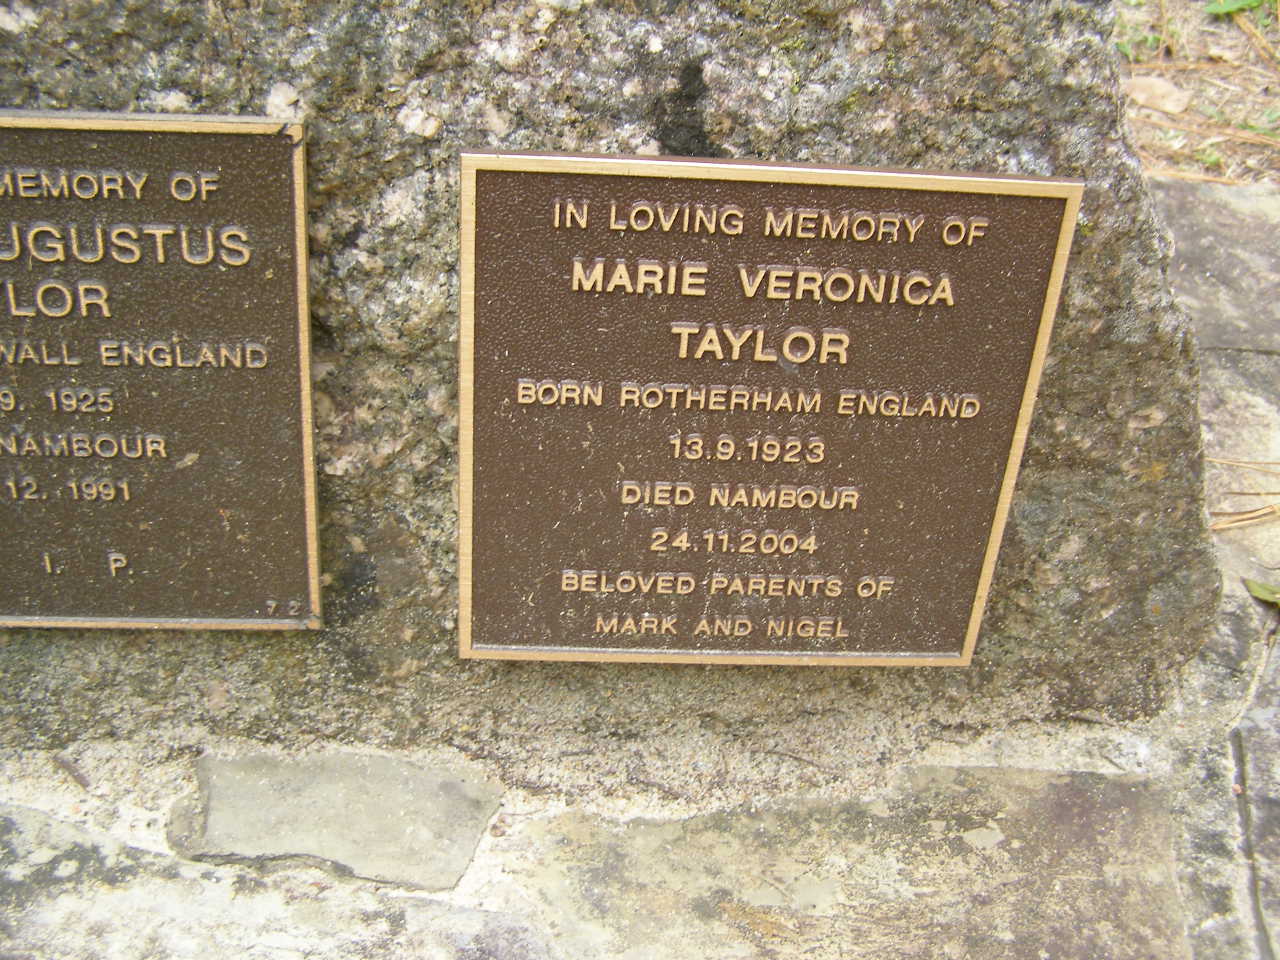 MEMORY OF
UGUSTUS
LOR
WALL ENGLAND
9. 1925
NAMBOUR
12. 1991
I. P.
72
IN LOVING MEMORY OF
MARIE VERONICA
TAYLOR
BORN ROTHERHAM ENGLAND
13.9.1923
DIED NAMBOUR
24.11.2004
BELOVED PARENTS OF
MARK AND NIGEL